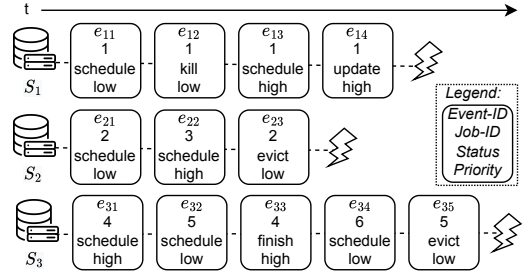 t
e11 e12 e13 e14
1 1 1 1
schedule kill schedule update
low low high high
S1
Legend:
Event-ID
Job-ID
Status
Priority
e21 e22 e23
2 3 2
schedule schedule evict
low high low
S2
e31 e32 e33 e34 e35
4 5 4 6 5
schedule schedule finish schedule evict
high low high low low
S3